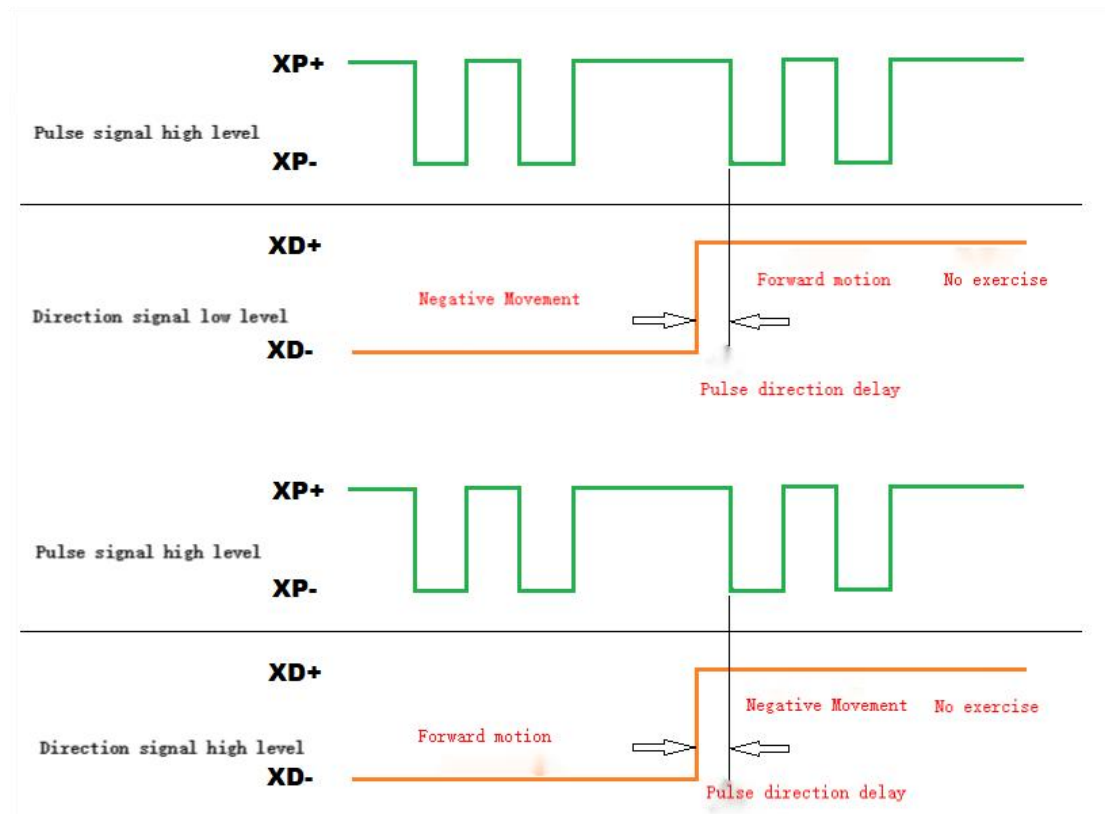 XP+
Pulse signal high level
XP-
XD+
Forward motion No exercise
Negative Movement
Direction signal low level
XD-
Pulse direction delay
XP+
Pulse signal high level
XP-
XD+
Negative Movement No exercise
Forward motion
Direction signal high level
XD-
Pulse direction delay